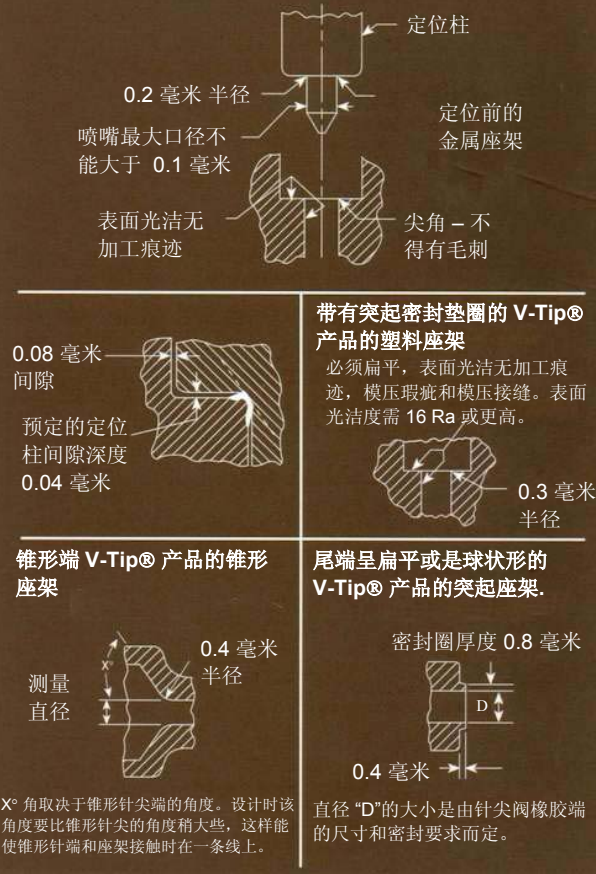 定位柱
0.2 毫米 半径
定位前的
金属座架
喷嘴最大口径不
能大于 0.1 毫米
表面光洁无
加工痕迹
尖角 – 不
得有毛刺
0.08 毫米
间隙
预定的定位
柱间隙深度
0.04 毫米
带有突起密封垫圈的 V-Tip®
产品的塑料座架
必须扁平，表面光洁无加工痕
迹，模压瑕疵和模压接缝。表面
光洁度需 16 Ra 或更高。
0.3 毫米
半径
锥形端 V-Tip® 产品的锥形
座架
X°
0.4 毫米
半径
测量
直径
X° 角取决于锥形针尖端的角度。设计时该
角度要比锥形针尖的角度稍大些，这样能
使锥形针端和座架接触时在一条线上。
尾端呈扁平或是球状形的
V-Tip® 产品的突起座架.
密封圈厚度 0.8 毫米
D
0.4 毫米
直径 “D”的大小是由针尖阀橡胶端
的尺寸和密封要求而定。